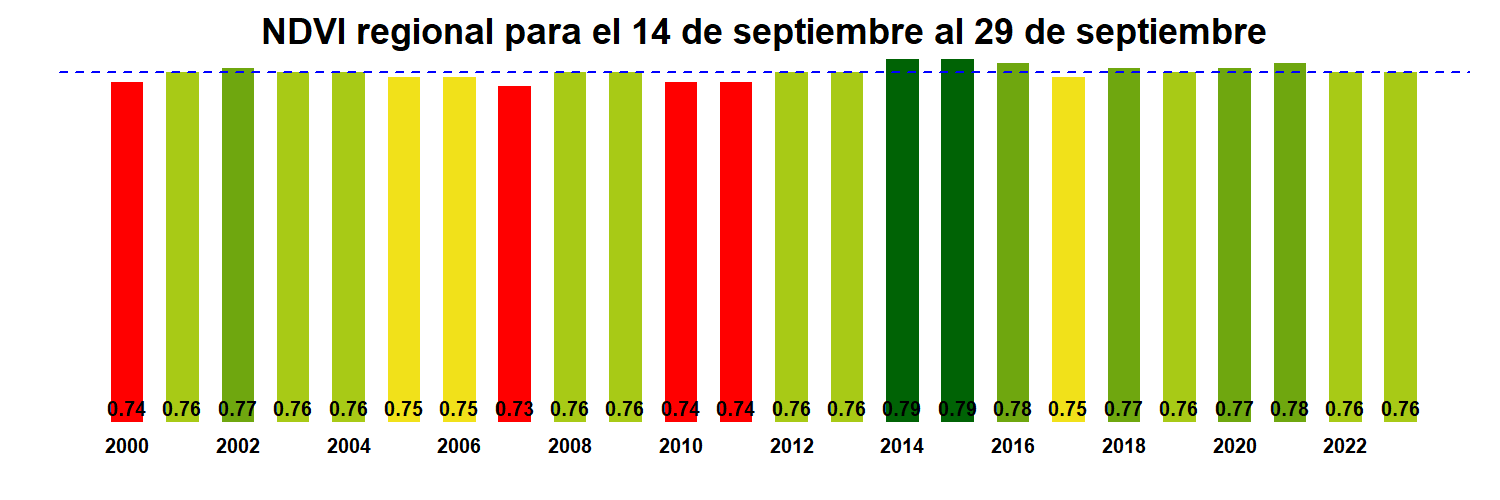 NDVI regional para el 14 de septiembre al 29 de septiembre
0.74 0.76 0.77 0.76 0.76 0.75 0.75 0.73 0.76 0.76 0.74 0.74 0.76 0.76 0.79 0.79 0.78 0.75 0.77 0.76 0.77 0.78 0.76 0.76
2000 2002 2004 2006 2008 2010 2012 2014 2016 2018 2020 2022